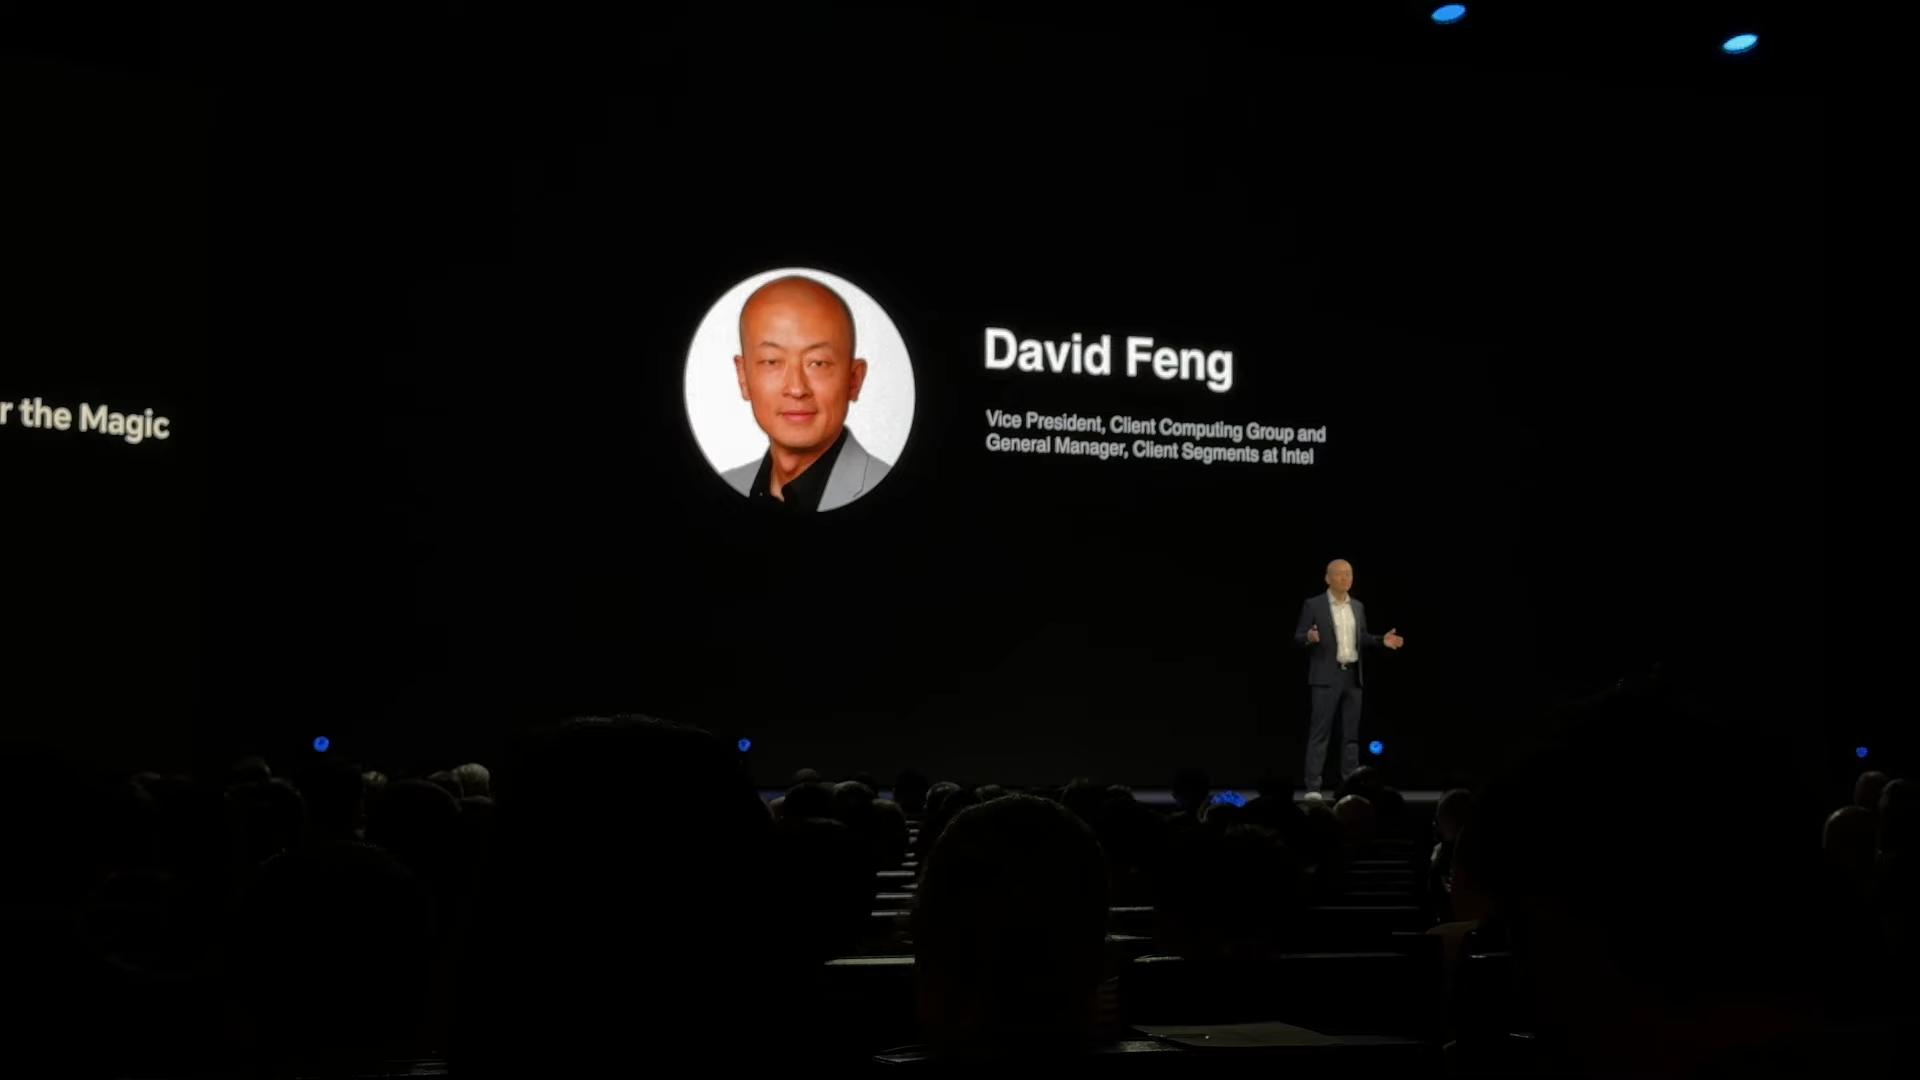 r the Magic
David Feng
Vice President, Client Computing Group and
General Manager, Client Segments at Intel